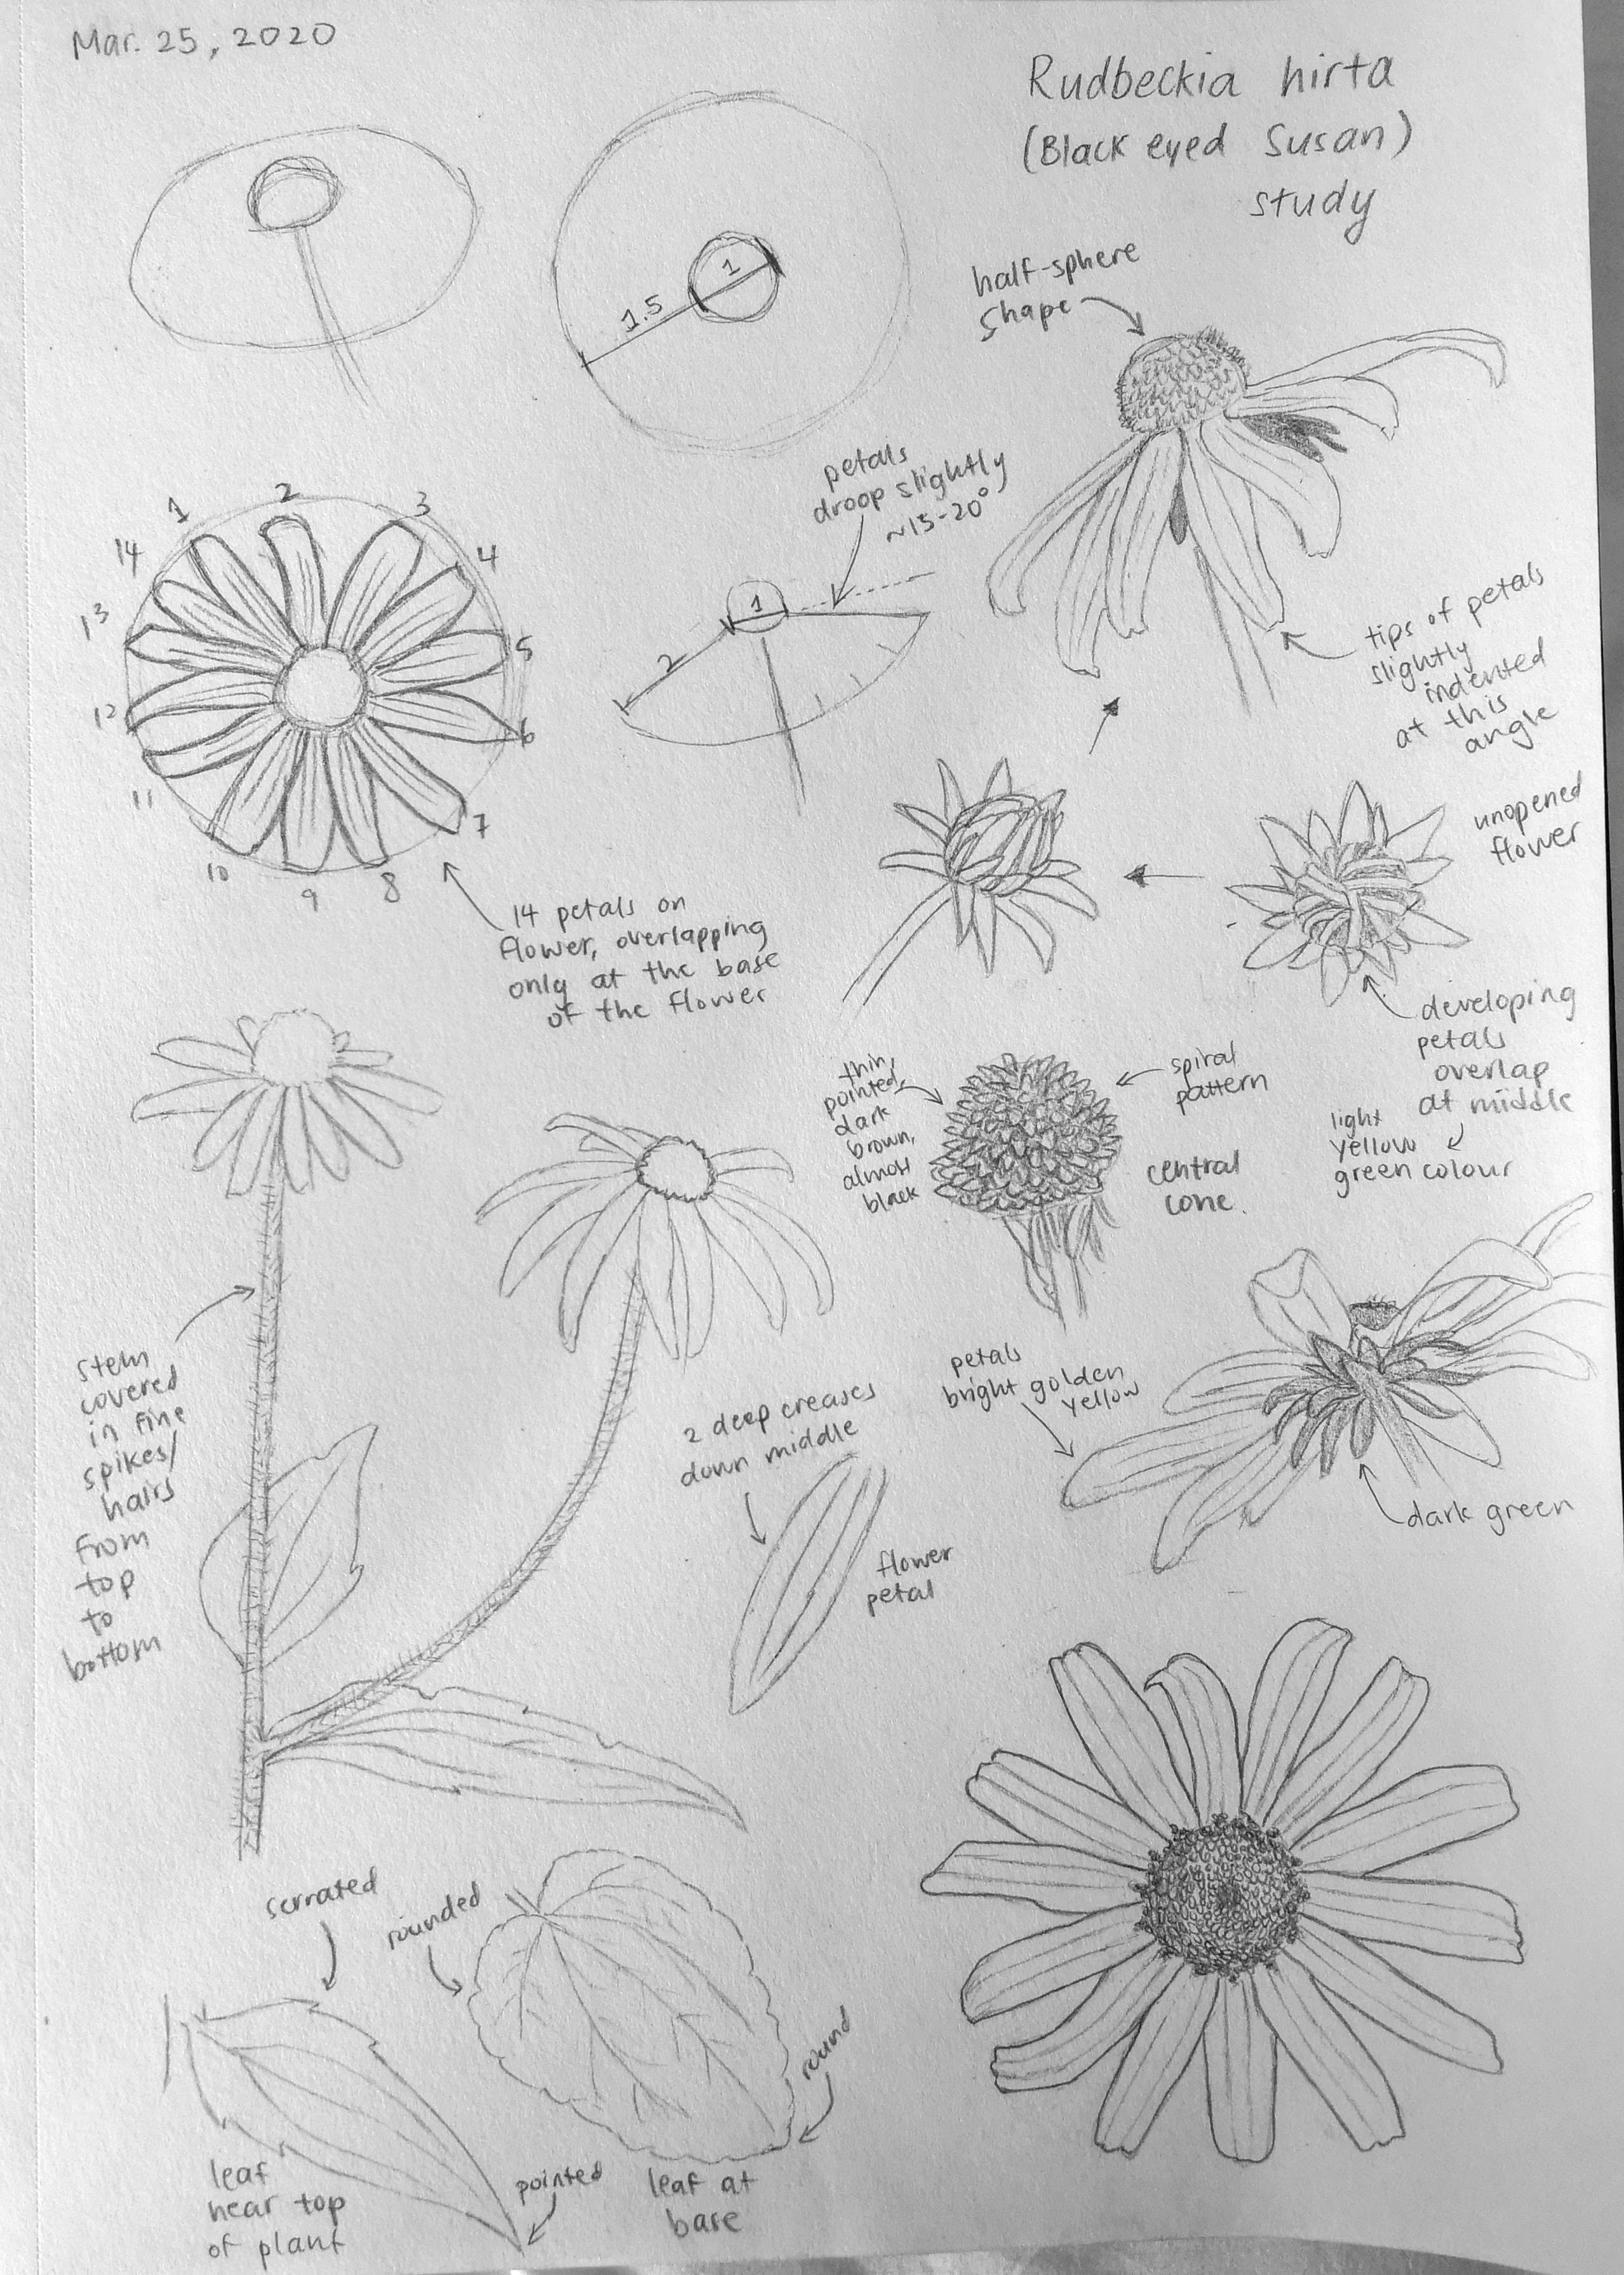 Mar. 25, 2020
Rudbeckia hirta
(Black eyed Susan)
study
1
1.5
half-sphere
shape
petals
droop slightly
~15-20°
1
2
tips of petals
slightly
indented
at this
angle
1
2
3
4
5
6
7
8
9
10
11
12
13
14
14 petals on
flower, overlapping
only at the base
of the flower
unopened
flower
developing
petals
overlap
at middle
light
yellow
green colour
thin,
pointed,
dark
brown,
almost
black
spiral
pattern
central
cone.
stem
covered
in fine
spikes/
hairs
from
top
to
bottom
2 deep creases
down middle
flower
petal
petals
bright golden
yellow
dark green
serrated
rounded
round
pointed
leaf
near top
of plant
leaf at
base